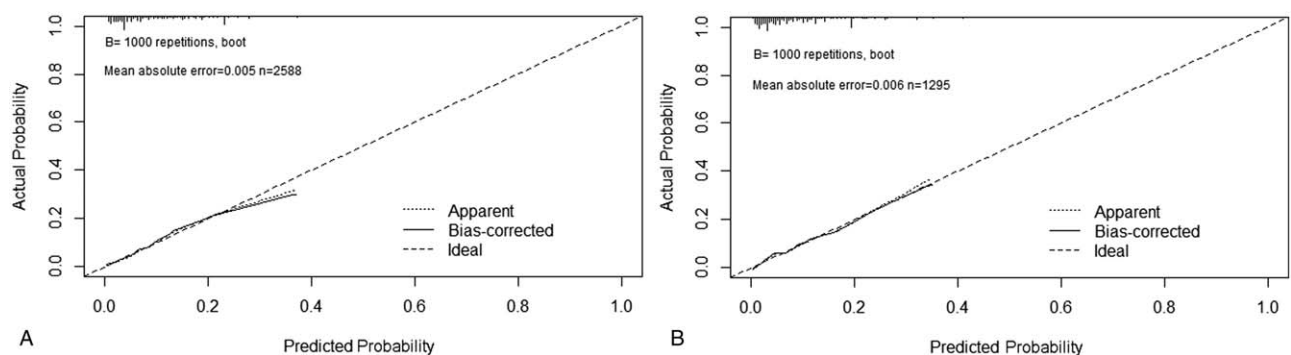 B= 1000 repetitions, boot
Mean absolute error=0.005 n=2588
Actual Probability
1.0
0.8
0.6
0.4
0.2
0.0
Apparent
Bias-corrected
Ideal
0.0 0.2 0.4 0.6 0.8 1.0
Predicted Probability
A
B= 1000 repetitions, boot
Mean absolute error=0.006 n=1295
Actual Probability
1.0
0.8
0.6
0.4
0.2
0.0
Apparent
Bias-corrected
Ideal
0.0 0.2 0.4 0.6 0.8 1.0
Predicted Probability
B